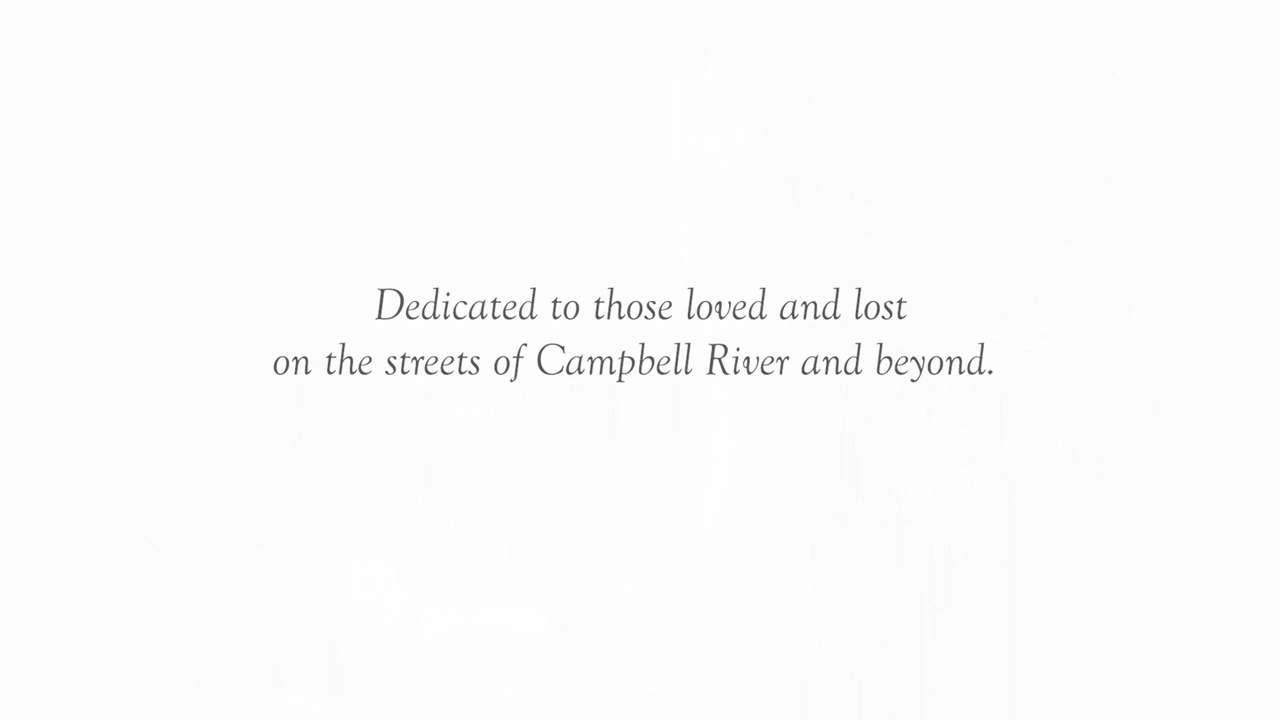 Dedicated to those loved and lost
on the streets of Campbell River and beyond.